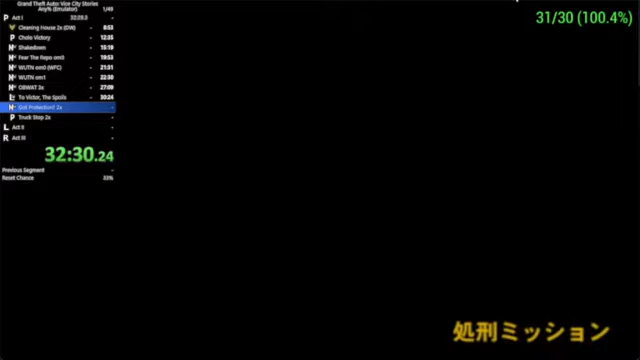 Grand Theft Auto: Vice City Stories
Any% (Emulator) 1/49
P Act I 32:29.3
Cleaning House 2x (DW) - 8:53
P Cholo Victory - 12:35
Shakedown - 15:19
Fear The Repo om0 - 19:53
WUTN om0 (WFC) - 21:51
WUTN om1 - 22:30
OBWAT 2x - 27:09
To Victor, The Spoils - 30:24
Got Protection? 2x -
P Truck Stop 2x -
L Act II -
R Act III -
32:30.24
Previous Segment -
Reset Chance 33%
31/30 (100.4%)
処刑ミッション